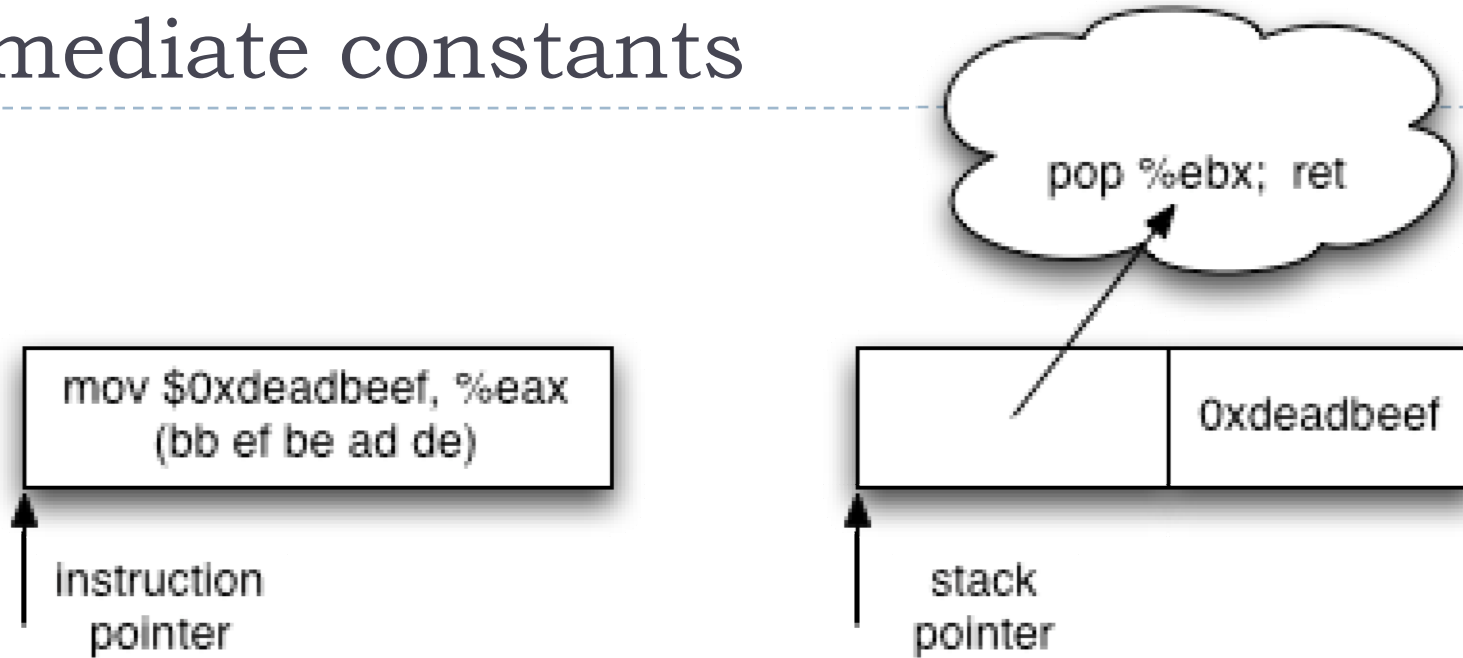 mediate constants
pop %ebx; ret
mov $0xdeadbeef, %eax
(bb ef be ad de)
0xdeadbeef
instruction
pointer
stack
pointer